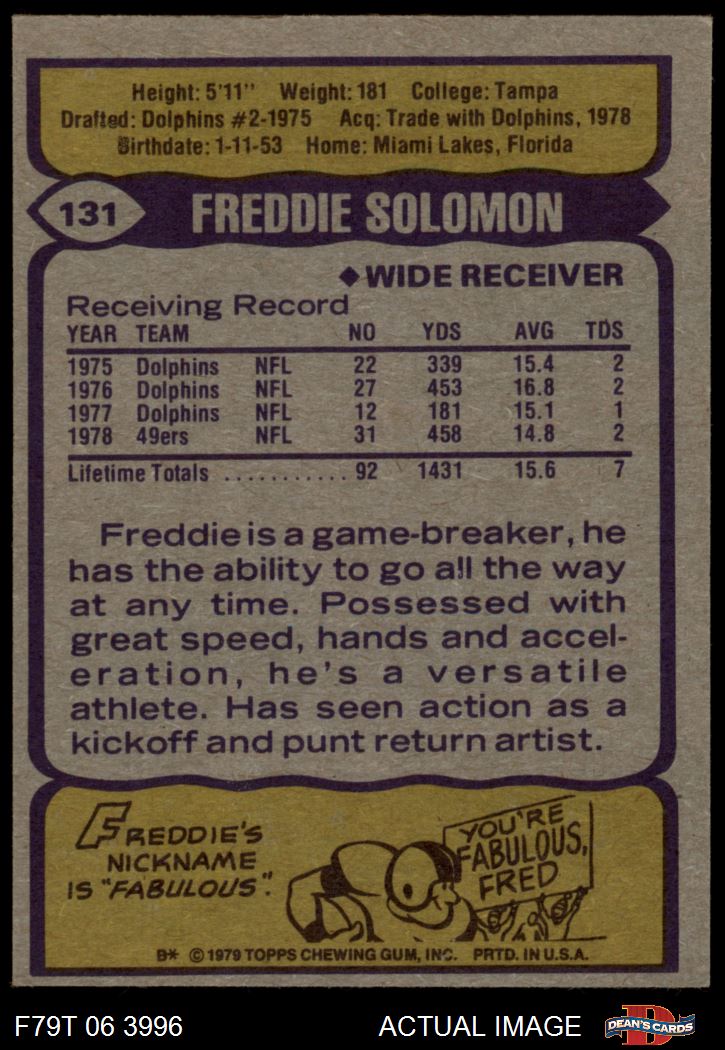 Height: 5'11" Weight: 181 College: Tampa
Drafted: Dolphins #2-1975 Acq: Trade with Dolphins, 1978
Birthdate: 1-11-53 Home: Miami Lakes, Florida
131 FREDDIE SOLOMON
◆ WIDE RECEIVER
Receiving Record
YEAR TEAM NO YDS AVG TDS
1975 Dolphins NFL 22 339 15.4 2
1976 Dolphins NFL 27 453 16.8 2
1977 Dolphins NFL 12 181 15.1 1
1978 49ers NFL 31 458 14.8 2
Lifetime Totals ........... 92 1431 15.6 7
Freddie is a game-breaker, he
has the ability to go all the way
at any time. Possessed with
great speed, hands and accel-
eration, he's a versatile
athlete. Has seen action as a
kickoff and punt return artist.
FREDDIE'S
NICKNAME
IS "FABULOUS".
YOU'RE
FABULOUS,
FRED
B* © 1979 TOPPS CHEWING GUM, INC. PRTD. IN U.S.A.
F79T 06 3996 ACTUAL IMAGE
D
DEAN'S CARDS